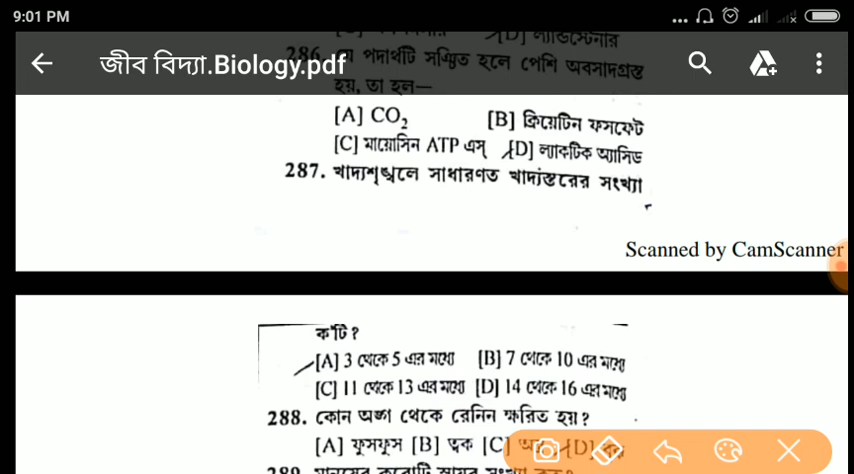 9:01 PM
জীব বিদ্যা.Biology.pdf
286. যে পদার্থটি সঞ্চিত হলে পেশি অবসাদগ্রস্ত
হয়, তা হল—
[A] CO₂ [B] ক্রিয়েটিন ফসফেট
[C] মায়োসিন ATP এস্ [D] ল্যাকটিক অ্যাসিড
287. খাদ্যশৃঙ্খলে সাধারণত খাদ্যস্তরের সংখ্যা
Scanned by CamScanner
ক'টি?
[A] 3 থেকে 5 এর মধ্যে [B] 7 থেকে 10 এর মধ্যে
[C] 11 থেকে 13 এর মধ্যে [D] 14 থেকে 16 এর মধ্যে
288. কোন অঙ্গ থেকে রেনিন ক্ষরিত হয়?
[A] ফুসফুস [B] ত্বক [C] [D]